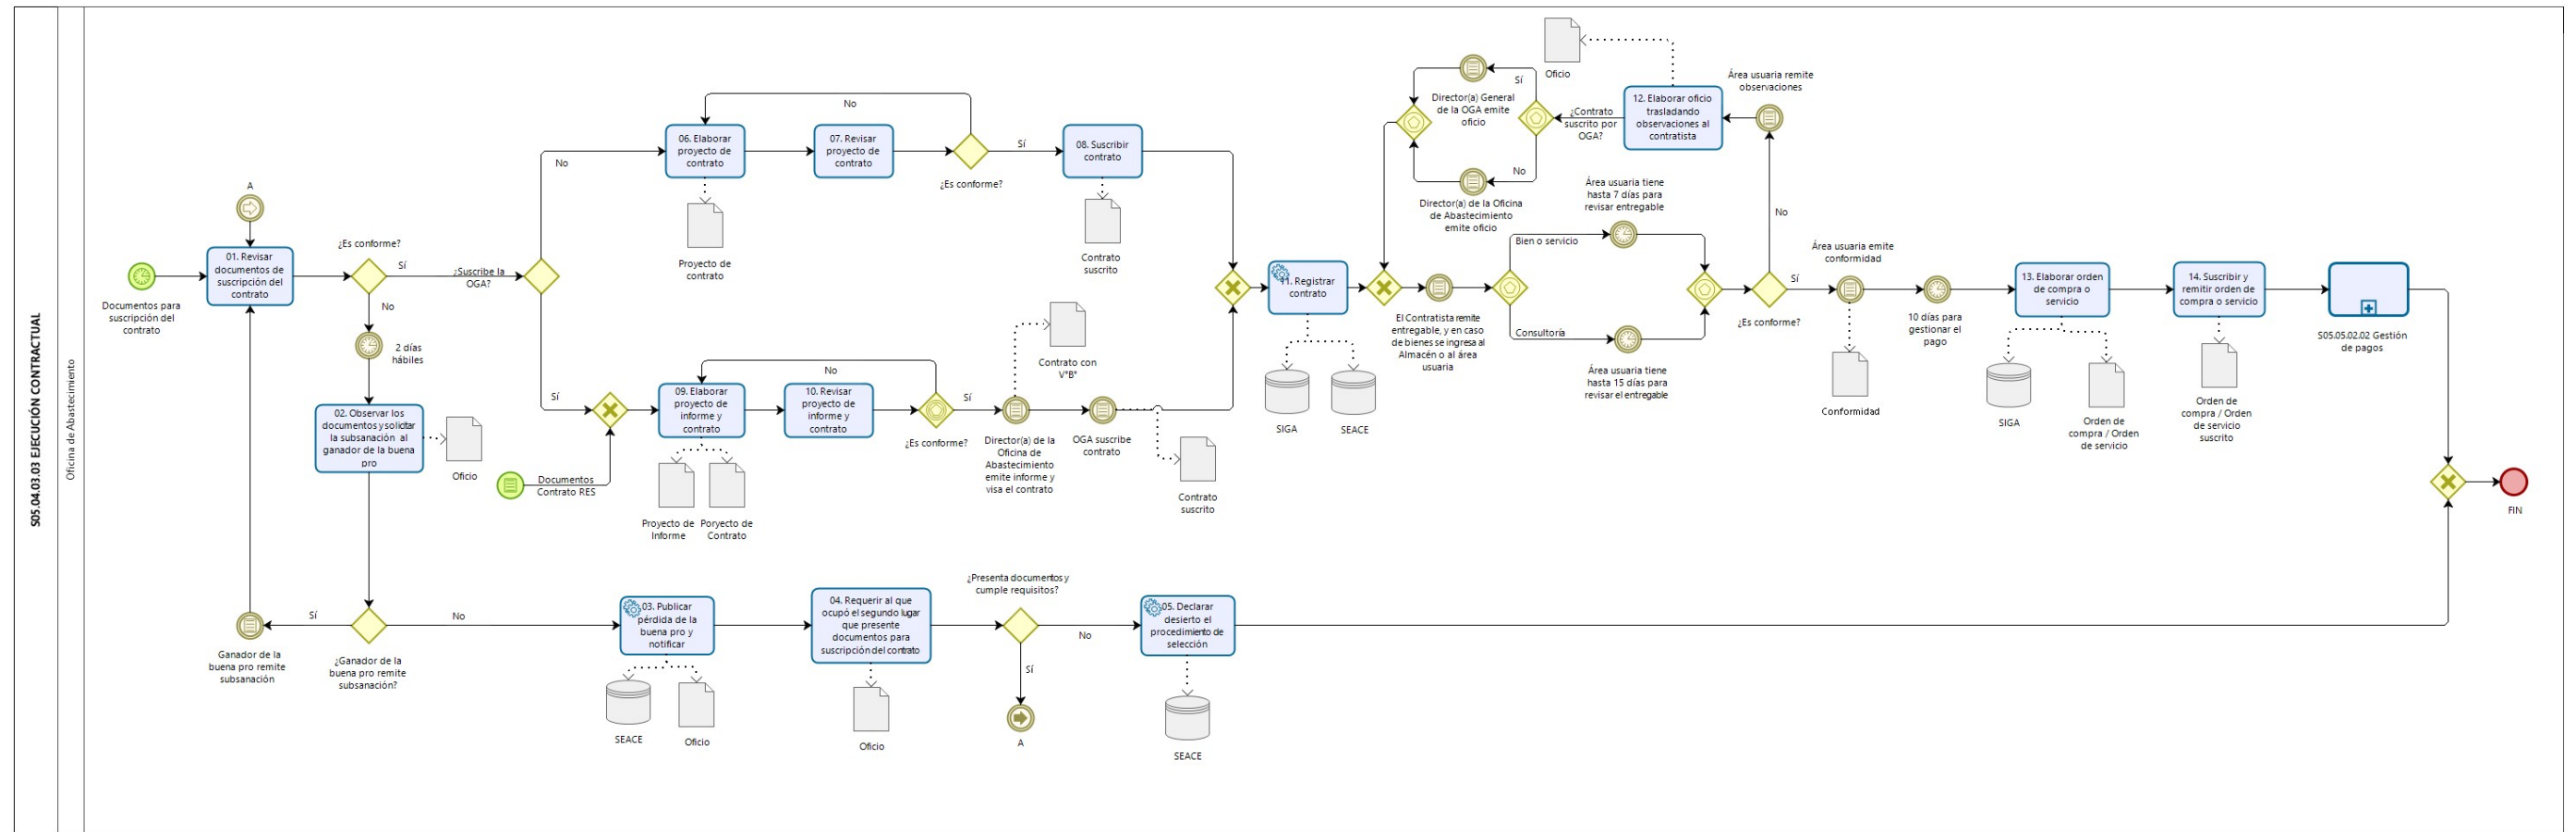 S05.04.03.03 EJECUCIÓN CONTRACTUAL
Oficina de Abastecimiento
A
Documentos para
suscripción del
contrato
01. Revisar
documentos de
suscripción del
contrato
¿Es conforme?
Sí
No
¿Suscribe la
OGA?
2 días
hábiles
02. Observar los
documentos y solicitar
la subsanación al
ganador de la buena
pro
Oficio
Sí
Ganador de la
buena pro remite
subsanación
¿Ganador de la
buena pro remite
subsanación?
No
03. Publicar
pérdida de la
buena pro y
notificar
SEACE
Oficio
04. Requerir al que
ocupó el segundo lugar
que presente
documentos para
suscripción del contrato
Oficio
¿Presenta documentos y
cumple requisitos?
Sí
A
No
05. Declarar
desierto el
procedimiento de
selección
SEACE
No
06. Elaborar
proyecto de
contrato
Proyecto de
contrato
07. Revisar
proyecto de
contrato
No
¿Es conforme?
Sí
08. Suscribir
contrato
Contrato
suscrito
Sí
Documentos
Contrato RES
09. Elaborar
proyecto de
informe y
contrato
Proyecto de
Informe
Poryecto de
Contrato
10. Revisar
proyecto de
informe y
contrato
No
¿Es conforme?
Sí
Director(a) de la
Oficina de
Abastecimiento
emite informe y
visa el contrato
Contrato con
V°B°
OGA suscribe
contrato
Contrato
suscrito
11. Registrar
contrato
SIGA
SEACE
El Contratista remite
entregable, y en caso
de bienes se ingresa al
Almacén o al área
usuaria
Bien o servicio
Área usuaria tiene
hasta 7 días para
revisar entregable
Consultoría
Área usuaria tiene
hasta 15 días para
revisar el entregable
¿Es conforme?
No
Área usuaria remite
observaciones
12. Elaborar oficio
trasladando
observaciones al
contratista
Oficio
¿Contrato
suscrito por
OGA?
Sí
Director(a) General
de la OGA emite
oficio
No
Director(a) de la Oficina
de Abastecimiento
emite oficio
Sí
Área usuaria emite
conformidad
Conformidad
10 días para
gestionar el
pago
13. Elaborar orden
de compra o
servicio
SIGA
Orden de
compra / Orden
de servicio
14. Suscribir y
remitir orden de
compra o servicio
Orden de
compra / Orden
de servicio
suscrito
S05.05.02.02 Gestión
de pagos
FIN